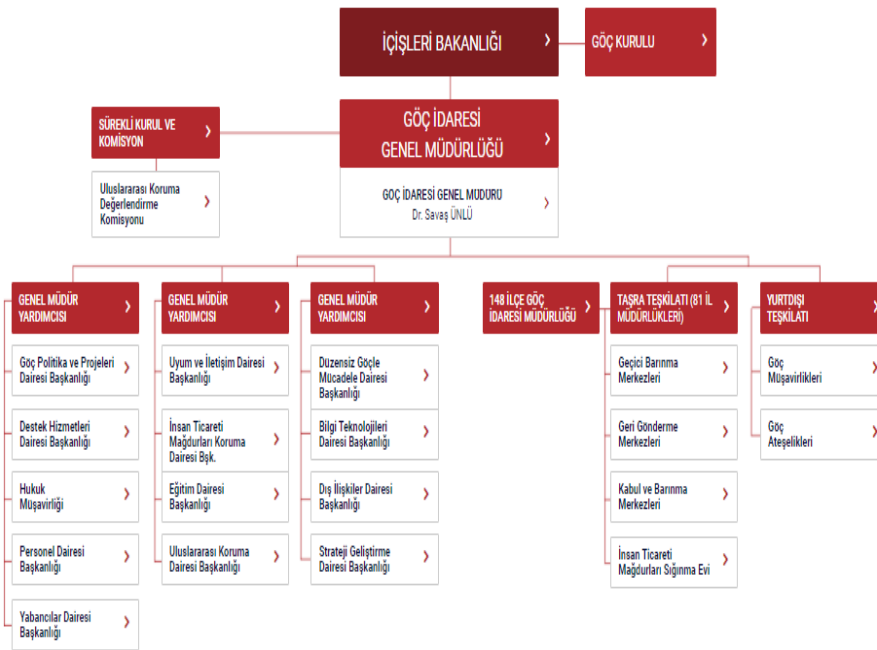 İÇİŞLERİ BAKANLIĞI
GÖÇ KURULU
SÜREKLİ KURUL VE
KOMİSYON
Uluslararası Koruma
Değerlendirme
Komisyonu
GÖÇ İDARESİ
GENEL MÜDÜRLÜĞÜ
GÖÇ İDARESİ GENEL MÜDÜRÜ
Dr. Savaş ÜNLÜ
GENEL MÜDÜR
YARDIMCISI
Göç Politika ve Projeleri
Dairesi Başkanlığı
Destek Hizmetleri
Dairesi Başkanlığı
Hukuk
Müşavirliği
Personel Dairesi
Başkanlığı
Yabancılar Dairesi
Başkanlığı
GENEL MÜDÜR
YARDIMCISI
Uyum ve İletişim Dairesi
Başkanlığı
İnsan Ticareti
Mağdurları Koruma
Dairesi Bşk.
Eğitim Dairesi
Başkanlığı
Uluslararası Koruma
Dairesi Başkanlığı
GENEL MÜDÜR
YARDIMCISI
Düzensiz Göçle
Mücadele Dairesi
Başkanlığı
Bilgi Teknolojileri
Dairesi Başkanlığı
Dış İlişkiler Dairesi
Başkanlığı
Strateji Geliştirme
Dairesi Başkanlığı
148 İLÇE GÖÇ
İDARESİ MÜDÜRLÜĞÜ
TAŞRA TEŞKİLATI (81 İL
MÜDÜRLÜKLERİ)
Geçici Barınma
Merkezleri
Geri Gönderme
Merkezleri
Kabul ve Barınma
Merkezleri
İnsan Ticareti
Mağdurları Sığınma Evi
YURTDIŞI
TEŞKİLATI
Göç
Müşavirlikleri
Göç
Ateşelikleri